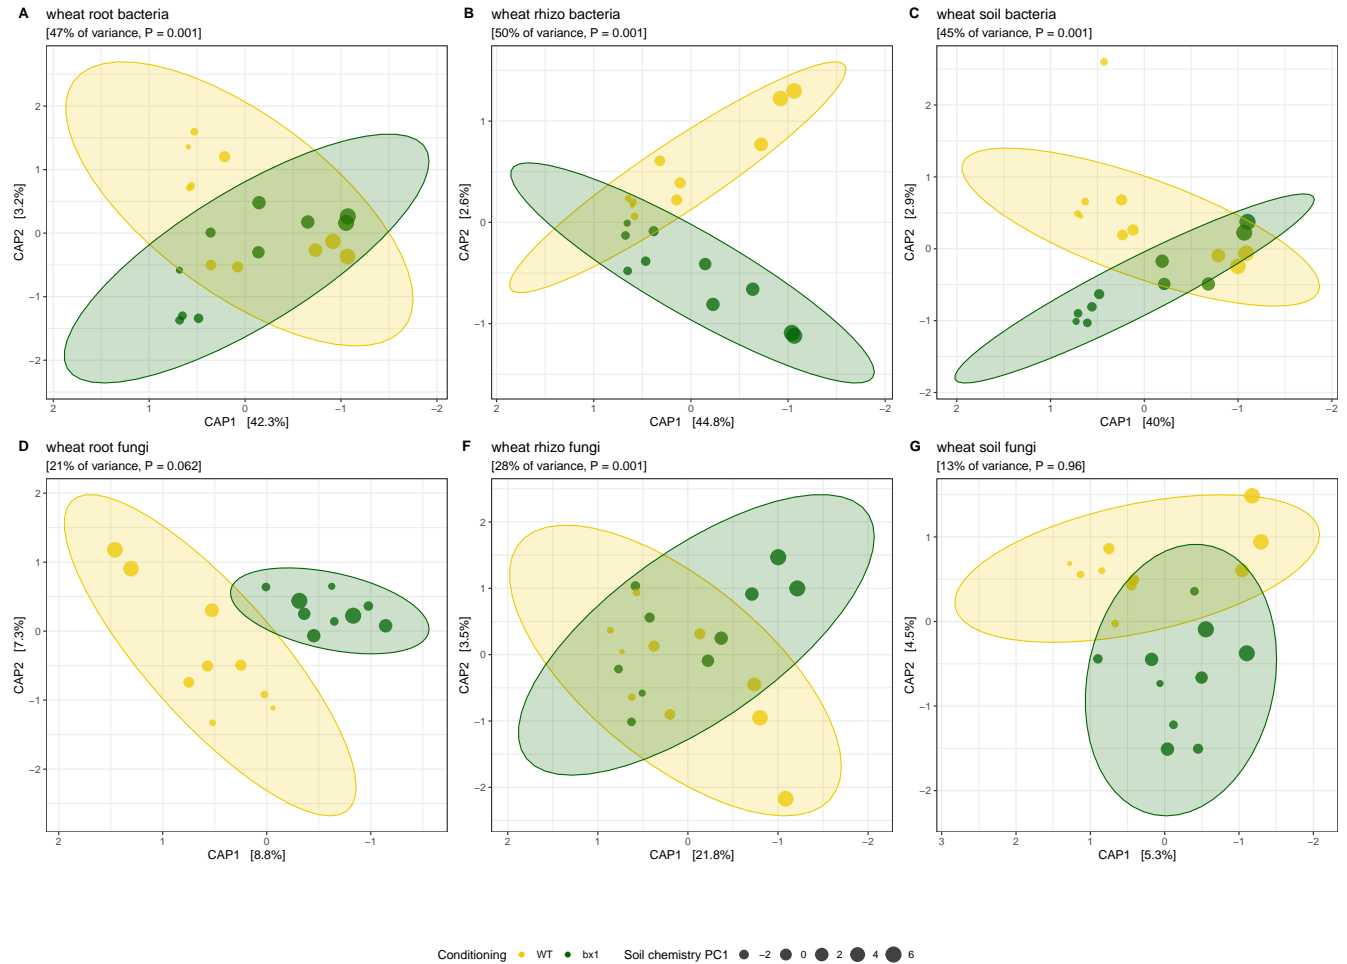 A wheat root bacteria
[47% of variance, P = 0.001]
2
1
0
−1
−2
CAP2 [3.2%]
2 1 0 −1 −2
CAP1 [42.3%]
B wheat rhizo bacteria
[50% of variance, P = 0.001]
1
0
−1
CAP2 [2.6%]
2 1 0 −1 −2
CAP1 [44.8%]
C wheat soil bacteria
[45% of variance, P = 0.001]
2
1
0
−1
−2
CAP2 [2.9%]
2 1 0 −1 −2
CAP1 [40%]
D wheat root fungi
[21% of variance, P = 0.062]
2
1
0
−1
−2
CAP2 [7.3%]
2 1 0 −1
CAP1 [8.8%]
F wheat rhizo fungi
[28% of variance, P = 0.001]
2
1
0
−1
−2
CAP2 [3.5%]
2 1 0 −1 −2
CAP1 [21.8%]
G wheat soil fungi
[13% of variance, P = 0.96]
1
0
−1
−2
CAP2 [4.5%]
3 2 1 0 −1 −2
CAP1 [5.3%]
Conditioning WT bx1 Soil chemistry PC1 −2 0 2 4 6